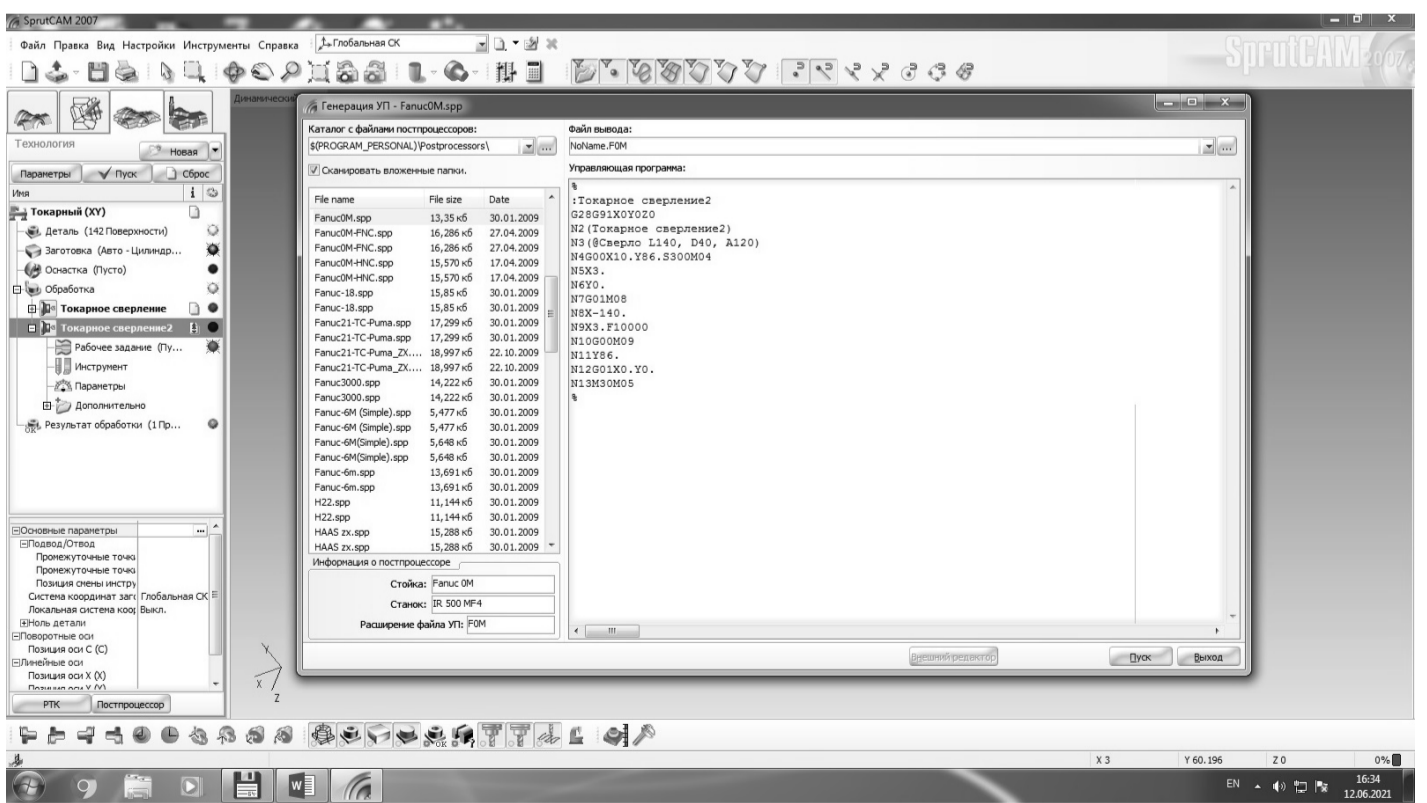 SprutCAM 2007
Файл Правка Вид Настройки Инструменты Справка
Глобальная СК
SprutCAM 2007
Динамически
Технология
Новая
Параметры Пуск Сброс
Имя
Токарный (XY)
Деталь (142 Поверхности)
Заготовка (Авто - Цилиндр...
Оснастка (Пусто)
Обработка
Токарное сверление
Токарное сверление2
Рабочее задание (Пу...
Инструмент
Параметры
Дополнительно
Результат обработки (1 Пр...
Основные параметры ...
Подвод/Отвод
Промежуточные точки
Промежуточные точки
Позиция смены инстру
Система координат загс Глобальная СК
Локальная система коор Выкл.
Ноль детали
Поворотные оси
Позиция оси C (C)
Линейные оси
Позиция оси X (X)
Позиция оси Y (Y)
РТК Постпроцессор
Генерация УП - Fanuc0M.spp
Каталог с файлами постпроцессоров:
$(PROGRAM_PERSONAL)\Postprocessors\
...
Сканировать вложенные папки.
File name File size Date
Fanuc0M.spp 13,35 кб 30.01.2009
Fanuc0M-FNC.spp 16,286 кб 27.04.2009
Fanuc0M-FNC.spp 16,286 кб 27.04.2009
Fanuc0M-HNC.spp 15,570 кб 17.04.2009
Fanuc0M-HNC.spp 15,570 кб 17.04.2009
Fanuc-18.spp 15,85 кб 30.01.2009
Fanuc-18.spp 15,85 кб 30.01.2009
Fanuc21-TC-Puma.spp 17,299 кб 30.01.2009
Fanuc21-TC-Puma.spp 17,299 кб 30.01.2009
Fanuc21-TC-Puma_ZX.... 18,997 кб 22.10.2009
Fanuc21-TC-Puma_ZX.... 18,997 кб 22.10.2009
Fanuc3000.spp 14,222 кб 30.01.2009
Fanuc3000.spp 14,222 кб 30.01.2009
Fanuc-6M (Simple).spp 5,477 кб 30.01.2009
Fanuc-6M (Simple).spp 5,477 кб 30.01.2009
Fanuc-6M(Simple).spp 5,648 кб 30.01.2009
Fanuc-6M(Simple).spp 5,648 кб 30.01.2009
Fanuc-6m.spp 13,691 кб 30.01.2009
Fanuc-6m.spp 13,691 кб 30.01.2009
H22.spp 11,144 кб 30.01.2009
H22.spp 11,144 кб 30.01.2009
HAAS zx.spp 15,288 кб 30.01.2009
HAAS zx.spp 15,288 кб 30.01.2009
Информация о постпроцессоре
Стойка: Fanuc 0M
Станок: IR 500 MF4
Расширение файла УП: F0M
Файл вывода:
NoName.F0M
...
Управляющая программа:
%
:Токарное сверление2
G28G91X0Y0Z0
N2(Токарное сверление2)
N3(@Сверло L140, D40, A120)
N4G00X10.Y86.S300M04
N5X3.
N6Y0.
N7G01M08
N8X-140.
N9X3.F10000
N10G00M09
N11Y86.
N12G01X0.Y0.
N13M30M05
%
Внешний редактор Пуск Выход
X
Y
Z
X 3 Y 60.196 Z 0 0%
EN 16:34
12.06.2021